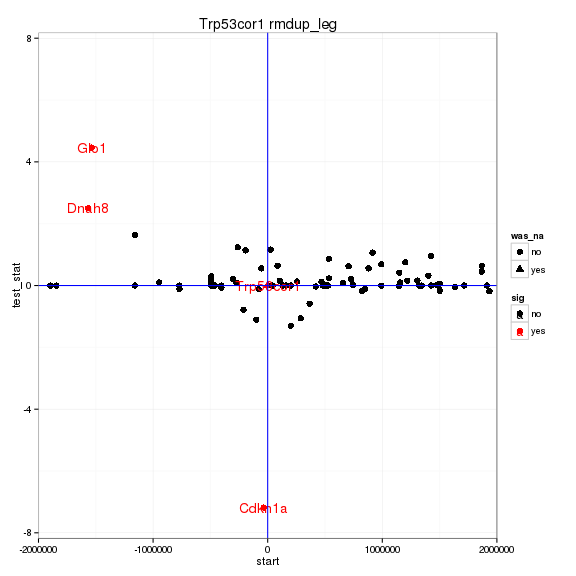 Trp53cor1 rmdup_leg
8
4
0
-4
-8
test_stat
Glo1
Dnah8
Trp53cor1
Cdkn1a
-2000000 -1000000 0 1000000 2000000
start
was_na
no
yes
sig
no
yes